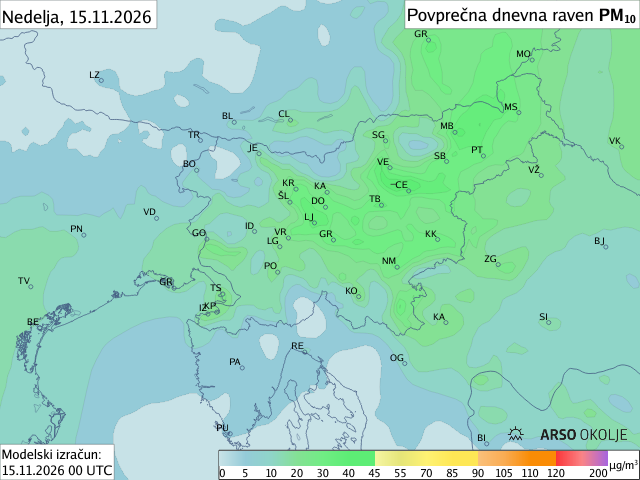 Nedelja, 15.11.2026
Povprečna dnevna raven PM10
GR
MO
LZ
MS
BL
CL
MB
TR
SG
VK
JE
PT
SB
BO
VE
VŽ
KR
KA
CE
ŠL
DO
TB
VD
LJ
PN
GO
ID
VR
GR
KK
BJ
LG
PO
NM
ZG
TV
GR
TS
KO
IZ
KP
BE
KA
SI
RE
PA
OG
PU
BI
ARSO OKOLJE
Modelski izračun:
15.11.2026 00 UTC
0 5 10 20 30 40 45 55 70 85 90 105 110 120 200 µg/m³